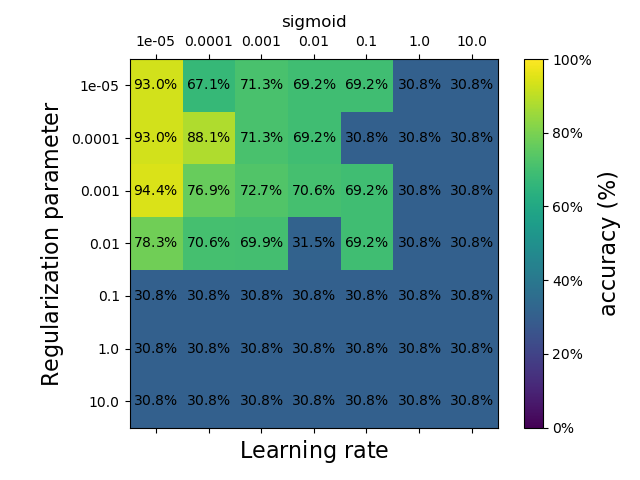 sigmoid
1e-05 0.0001 0.001 0.01 0.1 1.0 10.0
1e-05 93.0% 67.1% 71.3% 69.2% 69.2% 30.8% 30.8%
0.0001 93.0% 88.1% 71.3% 69.2% 30.8% 30.8% 30.8%
0.001 94.4% 76.9% 72.7% 70.6% 69.2% 30.8% 30.8%
0.01 78.3% 70.6% 69.9% 31.5% 69.2% 30.8% 30.8%
0.1 30.8% 30.8% 30.8% 30.8% 30.8% 30.8% 30.8%
1.0 30.8% 30.8% 30.8% 30.8% 30.8% 30.8% 30.8%
10.0 30.8% 30.8% 30.8% 30.8% 30.8% 30.8% 30.8%
Learning rate
Regularization parameter
100%
80%
60%
40%
20%
0%
accuracy (%)